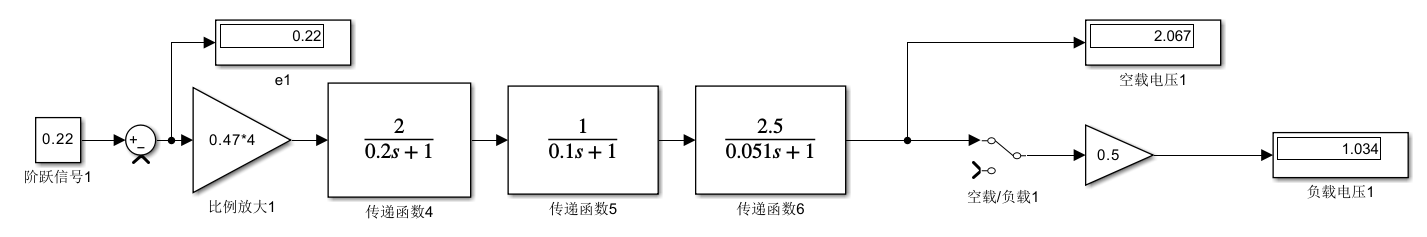 0.22
e1
2.067
空载电压1
0.22
阶跃信号1
+
−
0.47*4
比例放大1
2
0.2s + 1
传递函数4
1
0.1s + 1
传递函数5
2.5
0.051s + 1
传递函数6
空载/负载1
0.5
1.034
负载电压1